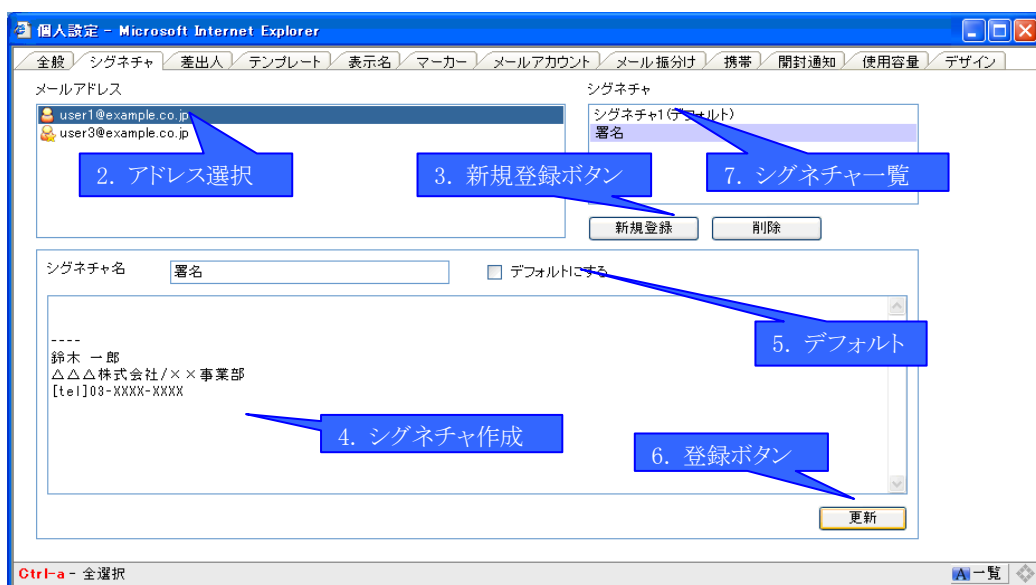 個人設定 - Microsoft Internet Explorer
全般 シグネチャ 差出人 テンプレート 表示名 マーカー メールアカウント メール振分け 携帯 開封通知 使用容量 デザイン
メールアドレス
シグネチャ
user1@example.co.jp
user3@example.co.jp
シグネチャ1(デフォルト)
署名
2. アドレス選択
3. 新規登録ボタン
7. シグネチャ一覧
新規登録
削除
シグネチャ名
署名
デフォルトにする
----
鈴木 一郎
△△△株式会社/××事業部
[tel]03-XXXX-XXXX
5. デフォルト
4. シグネチャ作成
6. 登録ボタン
更新
Ctrl-a - 全選択
A 一覧